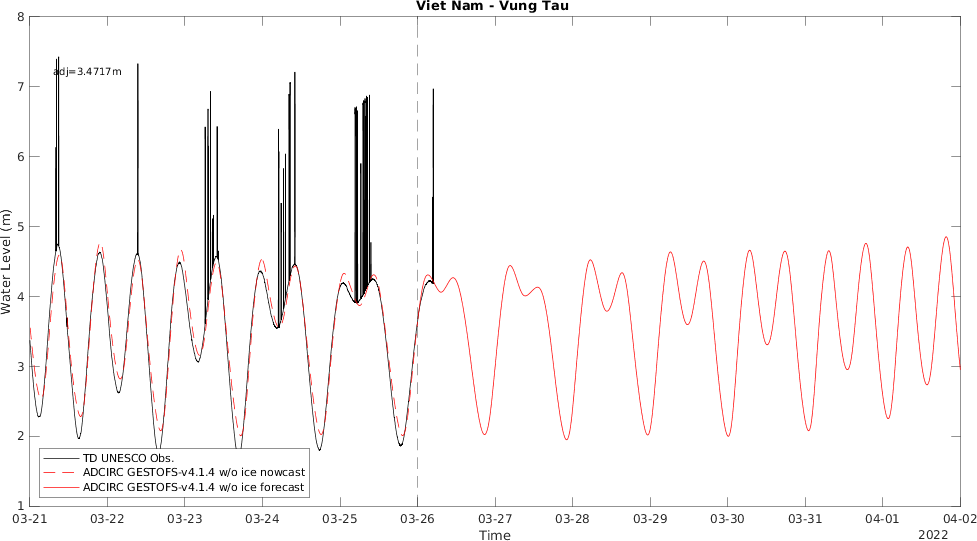 Viet Nam - Vung Tau
8
7
6
5
4
3
2
1
Water Level (m)
adj=3.4717m
TD UNESCO Obs.
ADCIRC GESTOFS-v4.1.4 w/o ice nowcast
ADCIRC GESTOFS-v4.1.4 w/o ice forecast
03-21 03-22 03-23 03-24 03-25 03-26 03-27 03-28 03-29 03-30 03-31 04-01 04-02
Time
2022